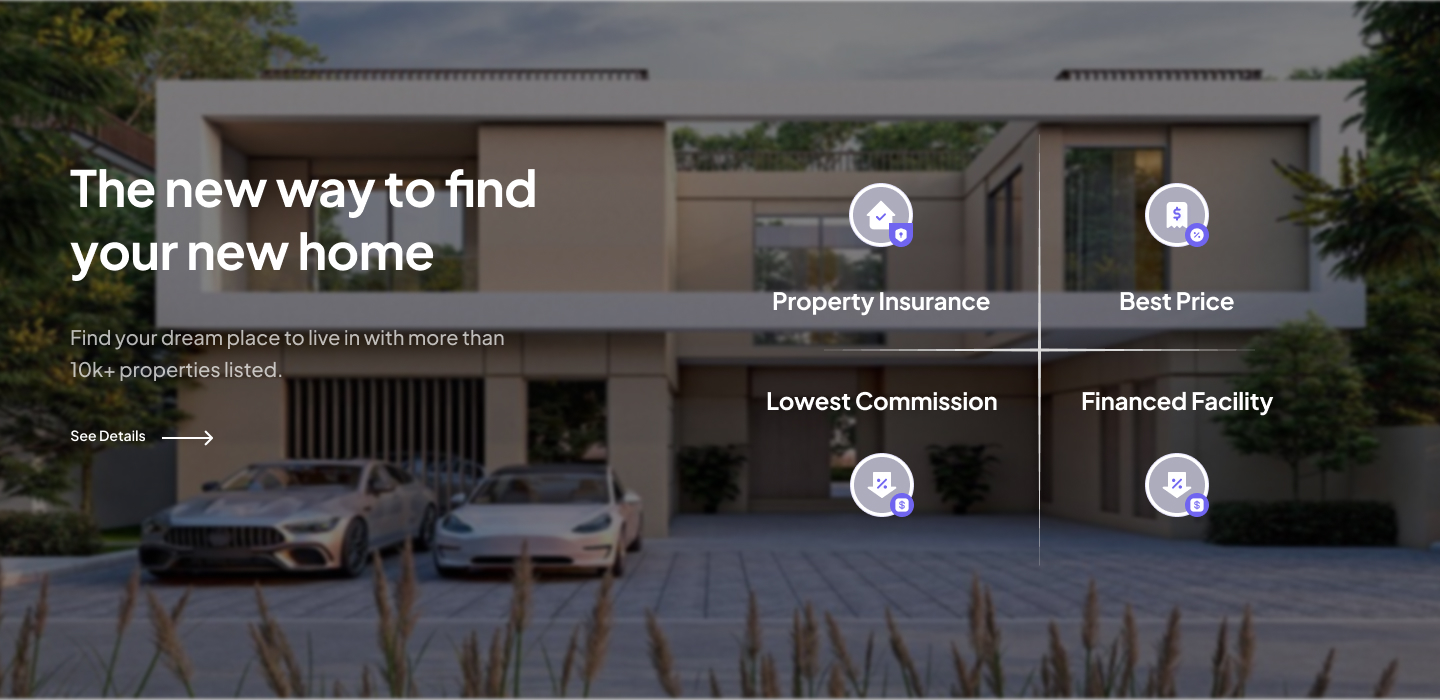 The new way to find
your new home
Find your dream place to live in with more than
10k+ properties listed.
See Details
Property Insurance
Best Price
Lowest Commission
Financed Facility